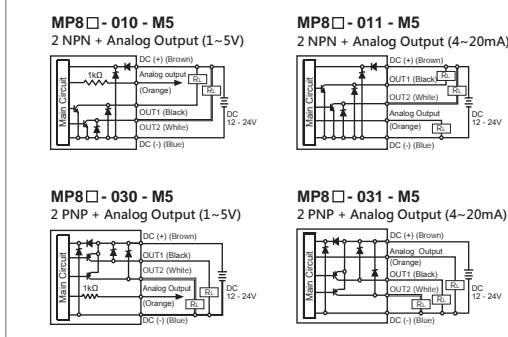 MP8□ - 010 - M5
2 NPN + Analog Output (1~5V)
DC (+) (Brown)
1kΩ
Analog output
(Orange)
RL
RL
OUT1 (Black)
OUT2 (White)
DC (-) (Blue)
Main Circuit
DC
12 - 24V
MP8□ - 011 - M5
2 NPN + Analog Output (4~20mA)
DC (+) (Brown)
OUT1 (Black)
RL
RL
OUT2 (White)
Analog Output
(Orange)
RL
DC (-) (Blue)
Main Circuit
DC
12 - 24V
MP8□ - 030 - M5
2 PNP + Analog Output (1~5V)
DC (+) (Brown)
OUT1 (Black)
OUT2 (White)
1kΩ
Analog Output
(Orange)
RL
RL
DC (-) (Blue)
Main Circuit
DC
12 - 24V
MP8□ - 031 - M5
2 PNP + Analog Output (4~20mA)
DC (+) (Brown)
Analog Output
(Orange)
OUT1 (Black)
OUT2 (White)
RL
RL
RL
DC (-) (Blue)
Main Circuit
DC
12 - 24V